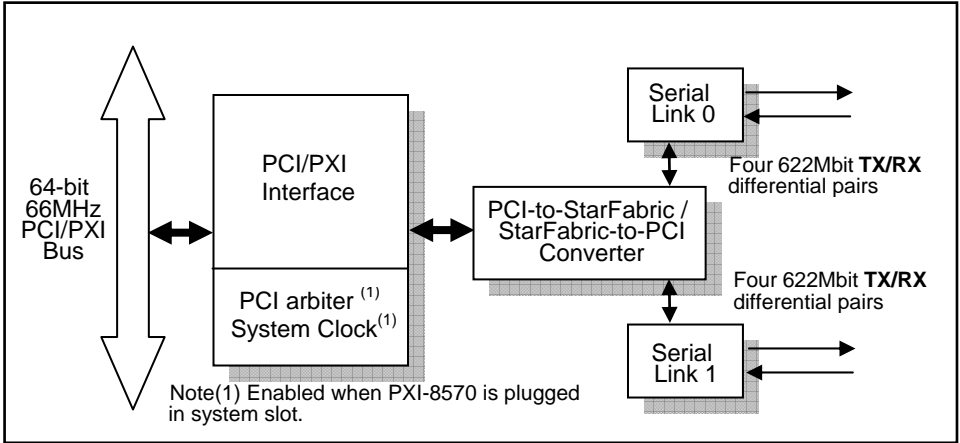 64-bit
66MHz
PCI/PXI
Bus
PCI/PXI
Interface
PCI arbiter (1)
System Clock(1)
Note(1) Enabled when PXI-8570 is plugged
in system slot.
PCI-to-StarFabric /
StarFabric-to-PCI
Converter
Serial
Link 0
Four 622Mbit TX/RX
differential pairs
Four 622Mbit TX/RX
differential pairs
Serial
Link 1